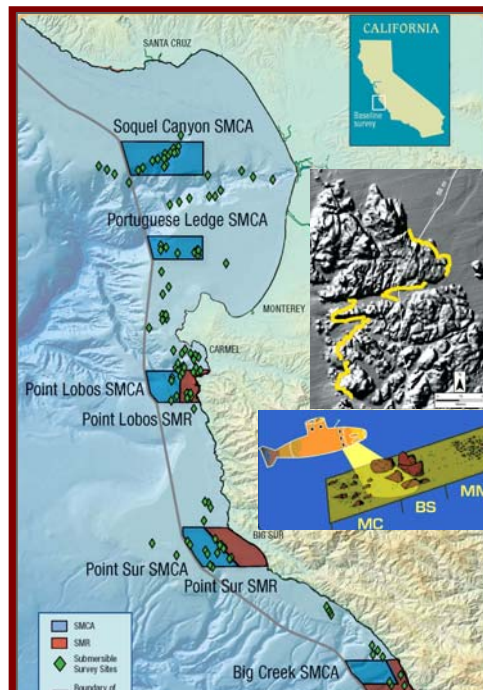 CALIFORNIA
Baseline
survey
SANTA CRUZ
Soquel Canyon SMCA
Portuguese Ledge SMCA
MONTEREY
CARMEL
Point Lobos SMCA
Point Lobos SMR
MC
BS
MM
BIG SUR
Point Sur SMCA
Point Sur SMR
Big Creek SMCA
SMCA
SMR
Submersible
Survey Sites
Boundary of